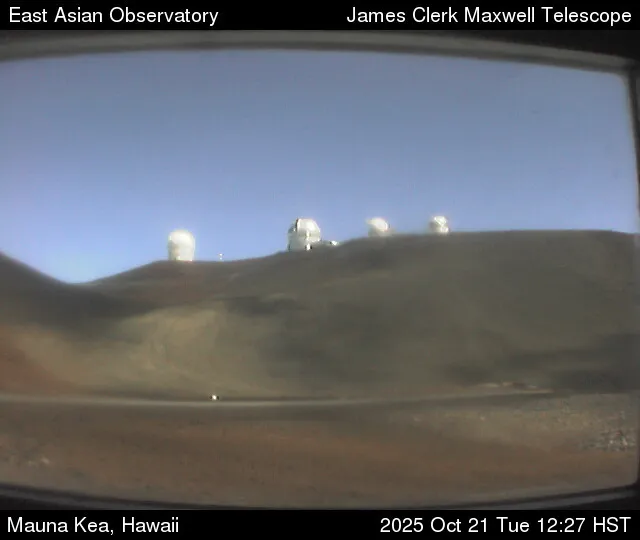 East Asian Observatory
James Clerk Maxwell Telescope
Mauna Kea, Hawaii
2025 Oct 21 Tue 12:27 HST